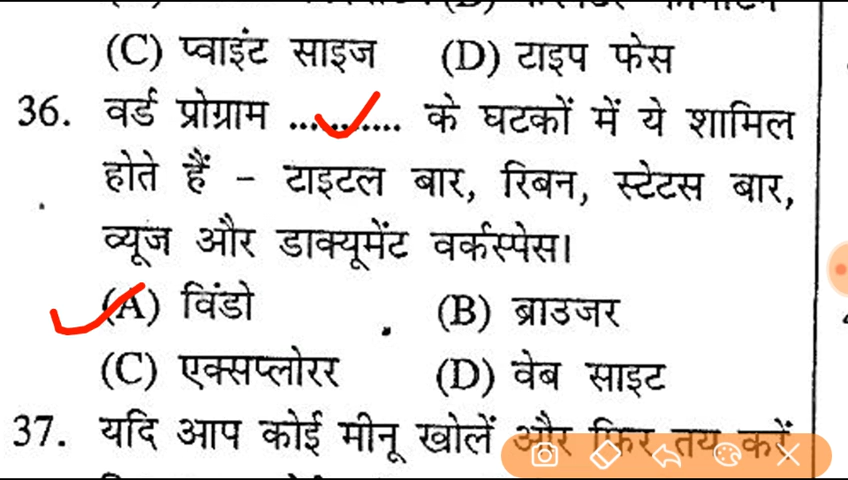 (C) प्वाइंट साइज (D) टाइप फेस
36. वर्ड प्रोग्राम ........... के घटकों में ये शामिल
होते हैं - टाइटल बार, रिबन, स्टेटस बार,
व्यूज और डाक्यूमेंट वर्कस्पेस।
(A) विंडो (B) ब्राउजर
(C) एक्सप्लोरर (D) वेब साइट
37. यदि आप कोई मीनू खोलें और फिर तय करें